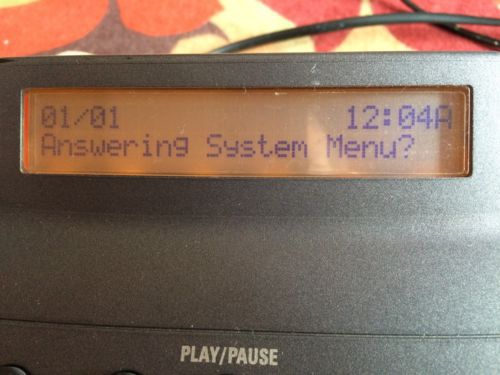 01/01 12:04A
Answering System Menu?
PLAY/PAUSE